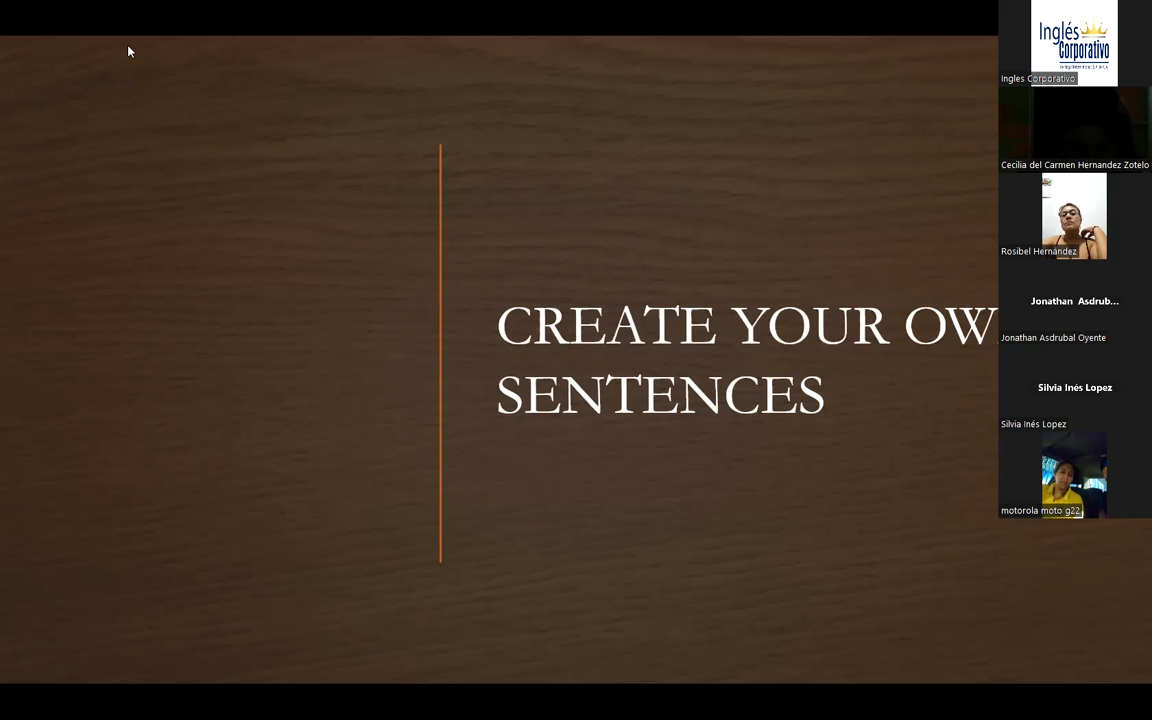 CREATE YOUR OW
SENTENCES
Inglés
Corporativo
Ingles Corporativo
Cecilia del Carmen Hernandez Zotelo
Rosibel Hernández
Jonathan Asdrub...
Jonathan Asdrubal Oyente
Silvia Inés Lopez
Silvia Inés Lopez
motorola moto g22